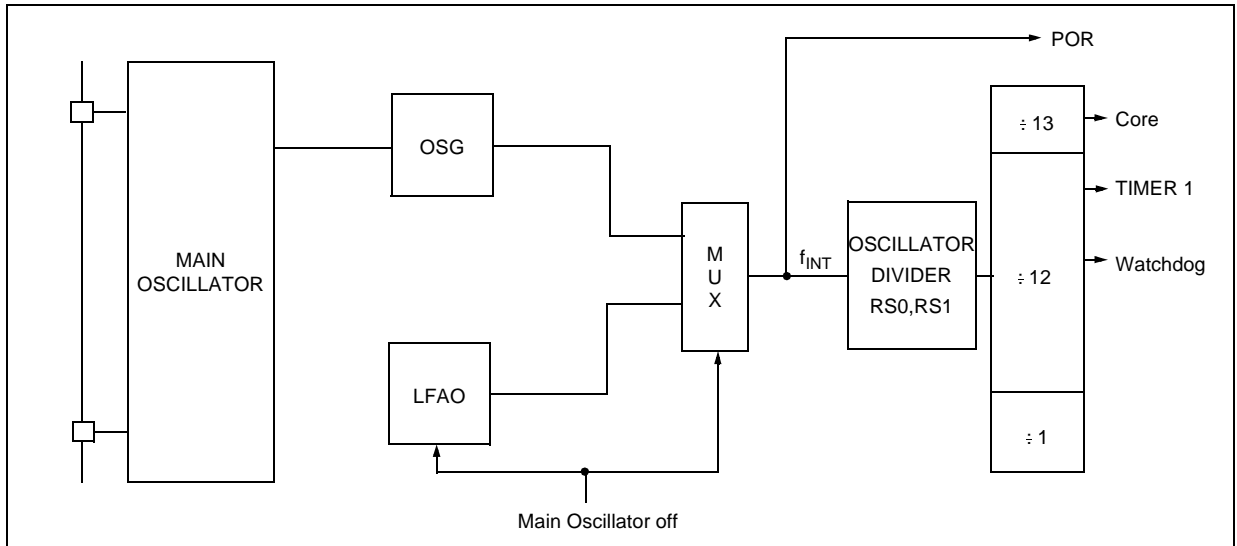 POR
÷ 13
Core
OSG
TIMER 1
MAIN
OSCILLATOR
M
U
X
f_INT
OSCILLATOR
DIVIDER
RS0,RS1
÷ 12
Watchdog
LFAO
÷ 1
Main Oscillator off